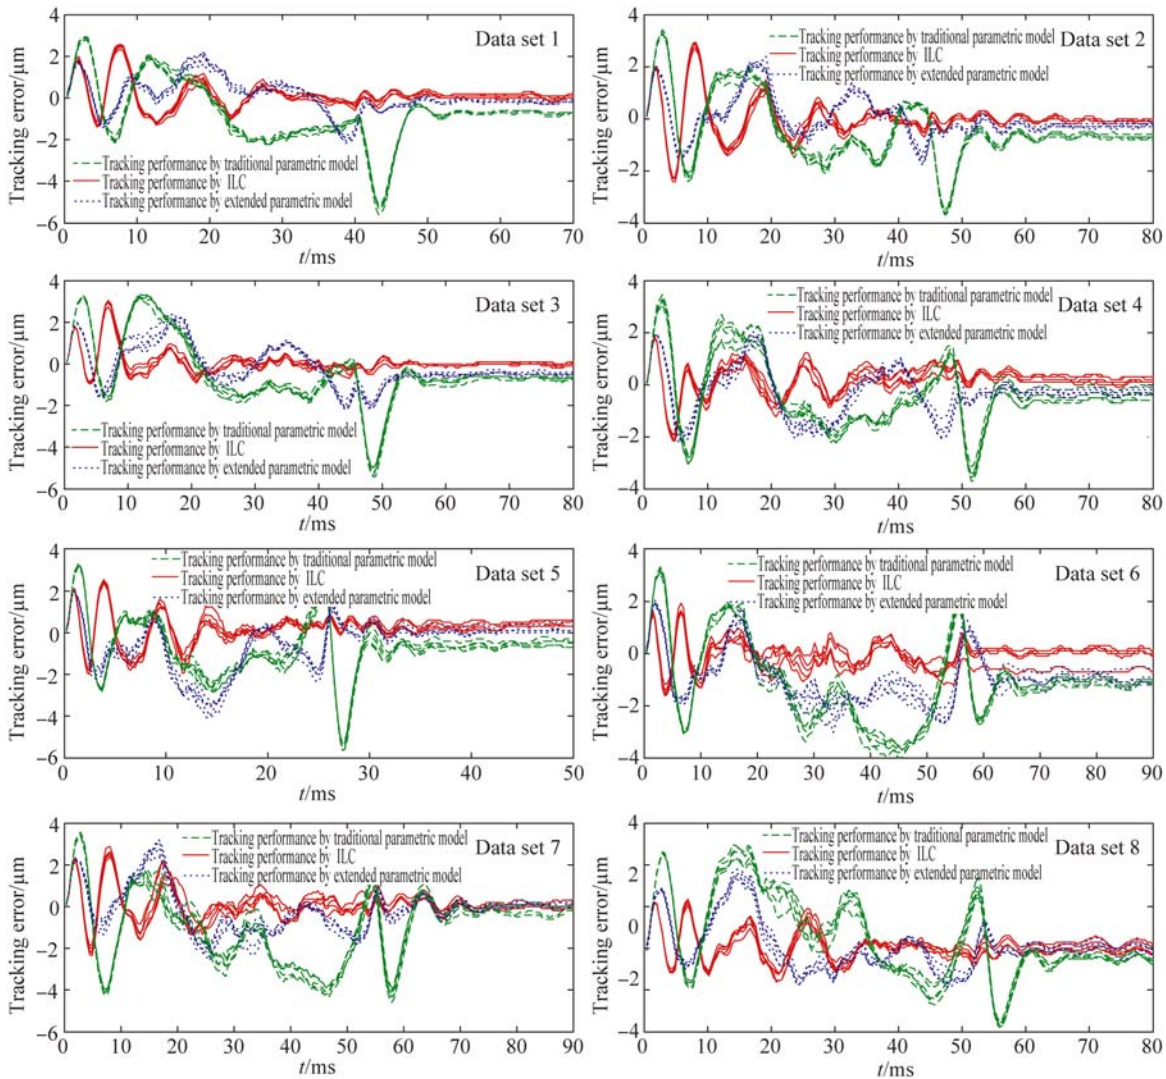 4
2
0
−2
−4
−6
Tracking error/μm
Data set 1
Tracking performance by traditional parametric model
Tracking performance by ILC
Tracking performance by extended parametric model
0 10 20 30 40 50 60 70
t/ms
4
2
0
−2
−4
Tracking error/μm
Tracking performance by traditional parametric model
Data set 2
Tracking performance by ILC
Tracking performance by extended parametric model
0 10 20 30 40 50 60 70 80
t/ms
4
2
0
−2
−4
−6
Tracking error/μm
Data set 3
Tracking performance by traditional parametric model
Tracking performance by ILC
Tracking performance by extended parametric model
0 10 20 30 40 50 60 70 80
t/ms
4
2
0
−2
−4
Tracking error/μm
Tracking performance by traditional parametric model
Data set 4
Tracking performance by ILC
Tracking performance by extended parametric model
0 10 20 30 40 50 60 70 80
t/ms
4
2
0
−2
−4
−6
Tracking error/μm
Tracking performance by traditional parametric model
Data set 5
Tracking performance by ILC
Tracking performance by extended parametric model
0 10 20 30 40 50
t/ms
4
2
0
−2
−4
Tracking error/μm
Tracking performance by traditional parametric model
Data set 6
Tracking performance by ILC
Tracking performance by extended parametric model
0 10 20 30 40 50 60 70 80 90
t/ms
4
2
0
−2
−4
−6
Tracking error/μm
Tracking performance by traditional parametric model
Data set 7
Tracking performance by ILC
Tracking performance by extended parametric model
0 10 20 30 40 50 60 70 80 90
t/ms
4
2
0
−2
−4
Tracking error/μm
Tracking performance by traditional parametric model
Data set 8
Tracking performance by ILC
Tracking performance by extended parametric model
0 10 20 30 40 50 60 70 80
t/ms